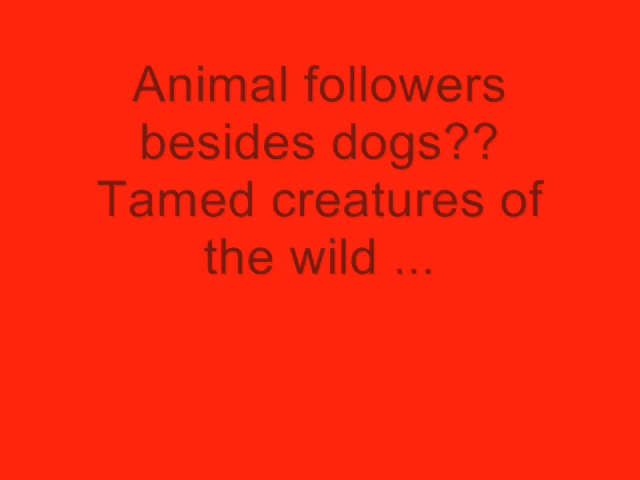 Animal followers
besides dogs??
Tamed creatures of
the wild ...